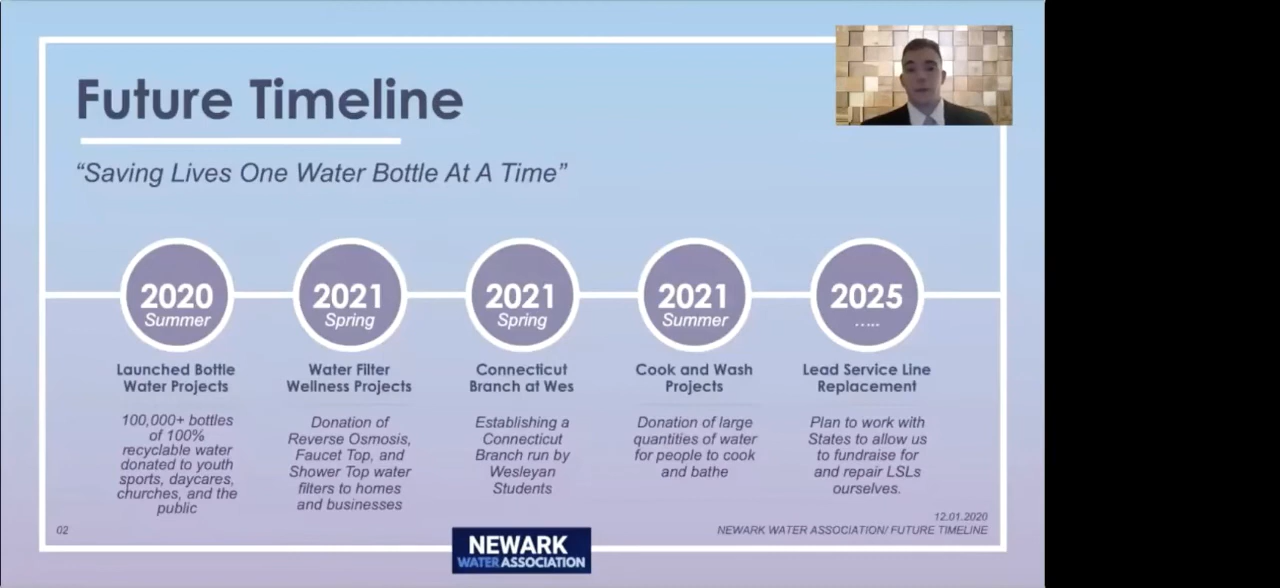 Future Timeline
“Saving Lives One Water Bottle At A Time”
2020
Summer
Launched Bottle
Water Projects
100,000+ bottles
of 100%
recyclable water
donated to youth
sports, daycares,
churches, and the
public
2021
Spring
Water Filter
Wellness Projects
Donation of
Reverse Osmosis,
Faucet Top, and
Shower Top water
filters to homes
and businesses
2021
Spring
Connecticut
Branch at Wes
Establishing a
Connecticut
Branch run by
Wesleyan
Students
2021
Summer
Cook and Wash
Projects
Donation of large
quantities of water
for people to cook
and bathe
2025
.....
Lead Service Line
Replacement
Plan to work with
States to allow us
to fundraise for
and repair LSLs
ourselves.
02
12.01.2020
NEWARK WATER ASSOCIATION/ FUTURE TIMELINE
NEWARK
WATER ASSOCIATION